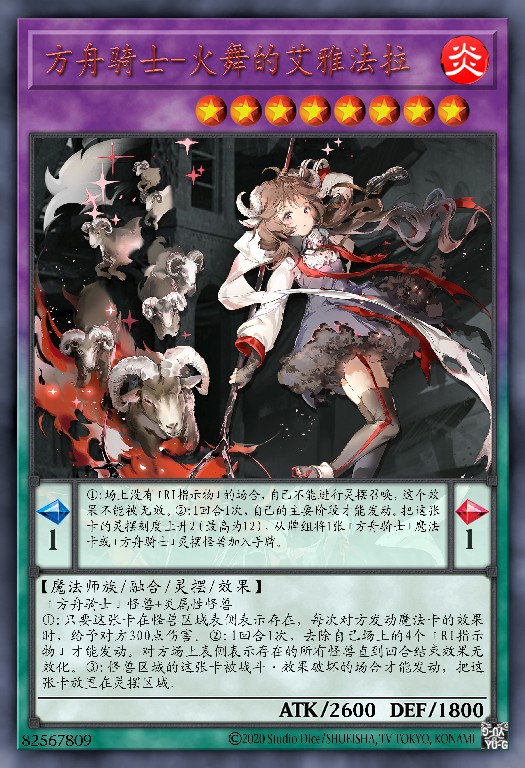 方舟骑士-火舞的艾雅法拉
炎
①:场上没有「RI指示物」的场合,自己不能进行灵摆召唤,这个效
果不能被无效。②:1回合1次,自己的主要阶段才能发动。把这
张卡的灵摆刻度上升2(最高为12),从牌组将1张「方舟骑士」魔法
卡或「方舟骑士」灵摆怪兽加入手牌。
1
1
【魔法师族/融合/灵摆/效果】
「方舟骑士」怪兽+炎属性怪兽
①:只要这张卡在怪兽区域表侧表示存在,每次对方发动魔法卡的效果
时,给予对方300点伤害。②:1回合1次,去除自己场上的4个「RI指示
物」才能发动。对方场上表侧表示存在的所有怪兽直到回合结束效果无
效化。③:怪兽区域的这张卡被战斗·效果破坏的场合才能发动,把这
张卡放置在灵摆区域.
ATK/2600 DEF/1800
82567809
©2020 Studio Dice/SHUEISHA, TV TOKYO, KONAMI